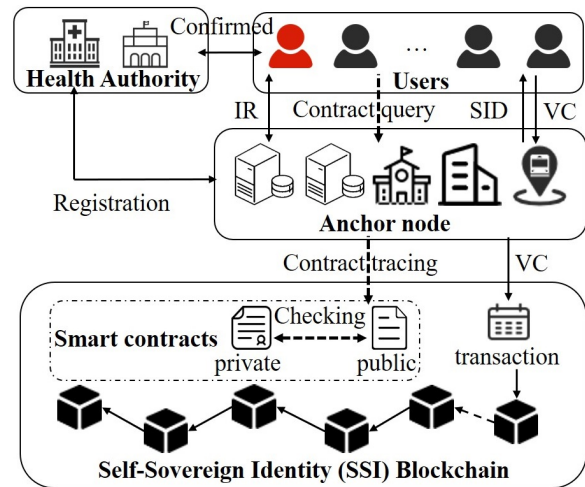 Confirmed
Health Authority
...
Users
IR
Contract query
SID
VC
Registration
Anchor node
Contract tracing
VC
Smart contracts
Checking
private
public
transaction
Self-Sovereign Identity (SSI) Blockchain